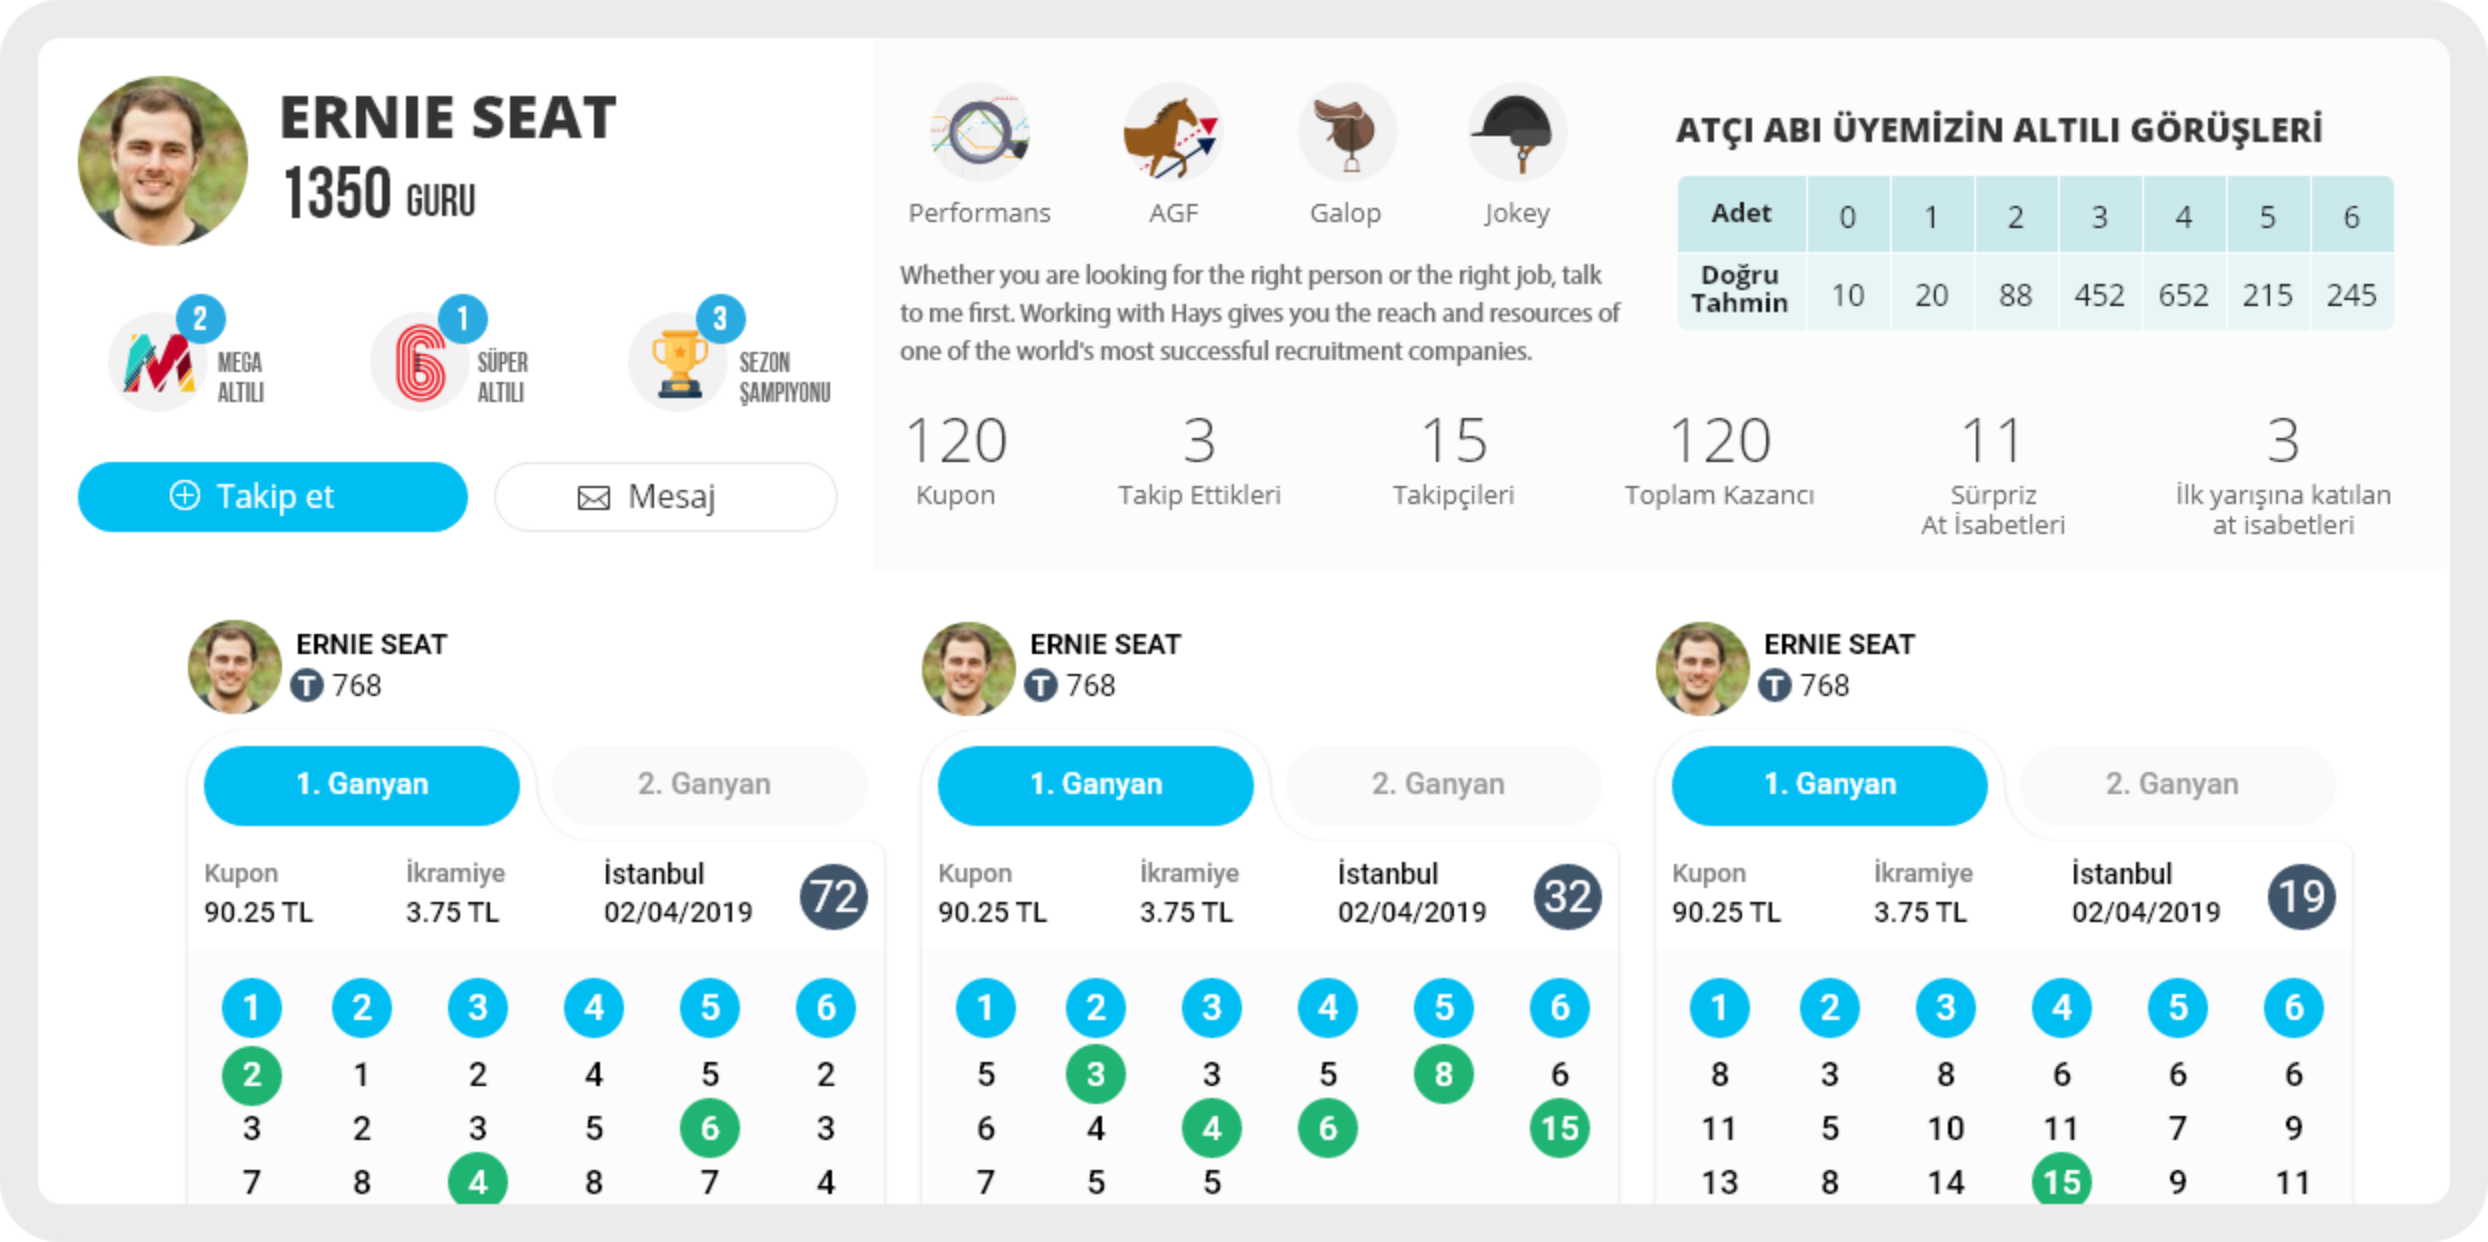 ERNIE SEAT
1350 GURU
2
MEGA
ALTILI
1
SÜPER
ALTILI
3
SEZON
ŞAMPİYONU
Takip et
Mesaj
Performans
AGF
Galop
Jokey
Whether you are looking for the right person or the right job, talk
to me first. Working with Hays gives you the reach and resources of
one of the world's most successful recruitment companies.
ATÇI ABI ÜYEMİZİN ALTILI GÖRÜŞLERİ
Adet 0 1 2 3 4 5 6
Doğru
Tahmin 10 20 88 452 652 215 245
120
Kupon
3
Takip Ettikleri
15
Takipçileri
120
Toplam Kazancı
11
Sürpriz
At İsabetleri
3
İlk yarışına katılan
at isabetleri
ERNIE SEAT
T 768
1. Ganyan 2. Ganyan
Kupon İkramiye İstanbul
90.25 TL 3.75 TL 02/04/2019
72
1 2 3 4 5 6
2 1 2 4 5 2
3 2 3 5 6 3
7 8 4 8 7 4
ERNIE SEAT
T 768
1. Ganyan 2. Ganyan
Kupon İkramiye İstanbul
90.25 TL 3.75 TL 02/04/2019
32
1 2 3 4 5 6
5 3 3 5 8 6
6 4 4 6 15
7 5 5
ERNIE SEAT
T 768
1. Ganyan 2. Ganyan
Kupon İkramiye İstanbul
90.25 TL 3.75 TL 02/04/2019
19
1 2 3 4 5 6
8 3 8 6 6 6
11 5 10 11 7 9
13 8 14 15 9 11